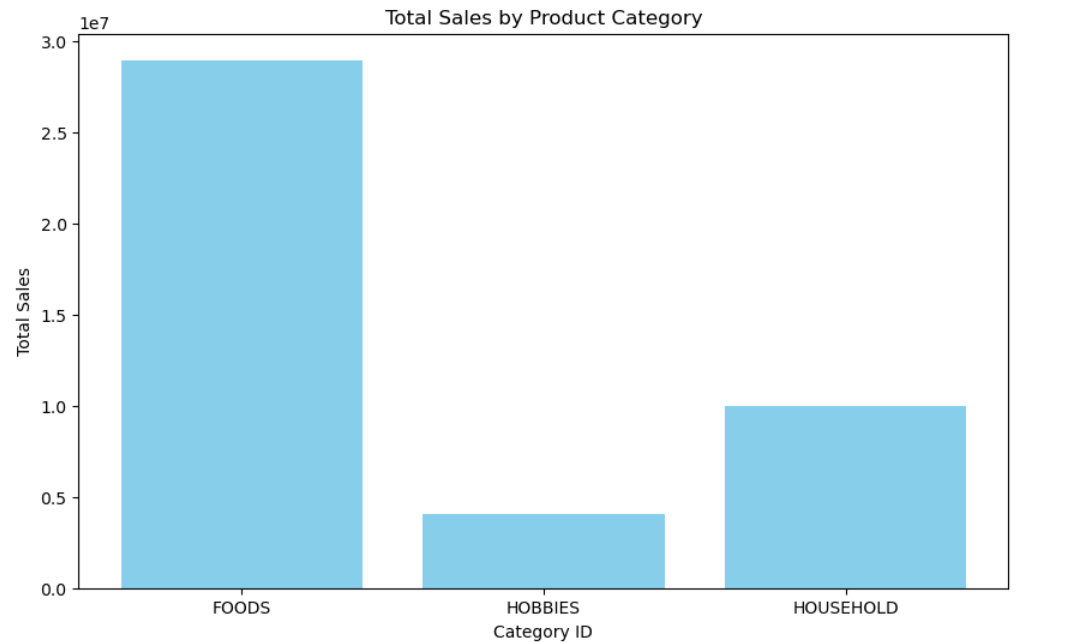 Total Sales by Product Category
1e7
3.0
2.5
2.0
1.5
1.0
0.5
0.0
Total Sales
FOODS HOBBIES HOUSEHOLD
Category ID